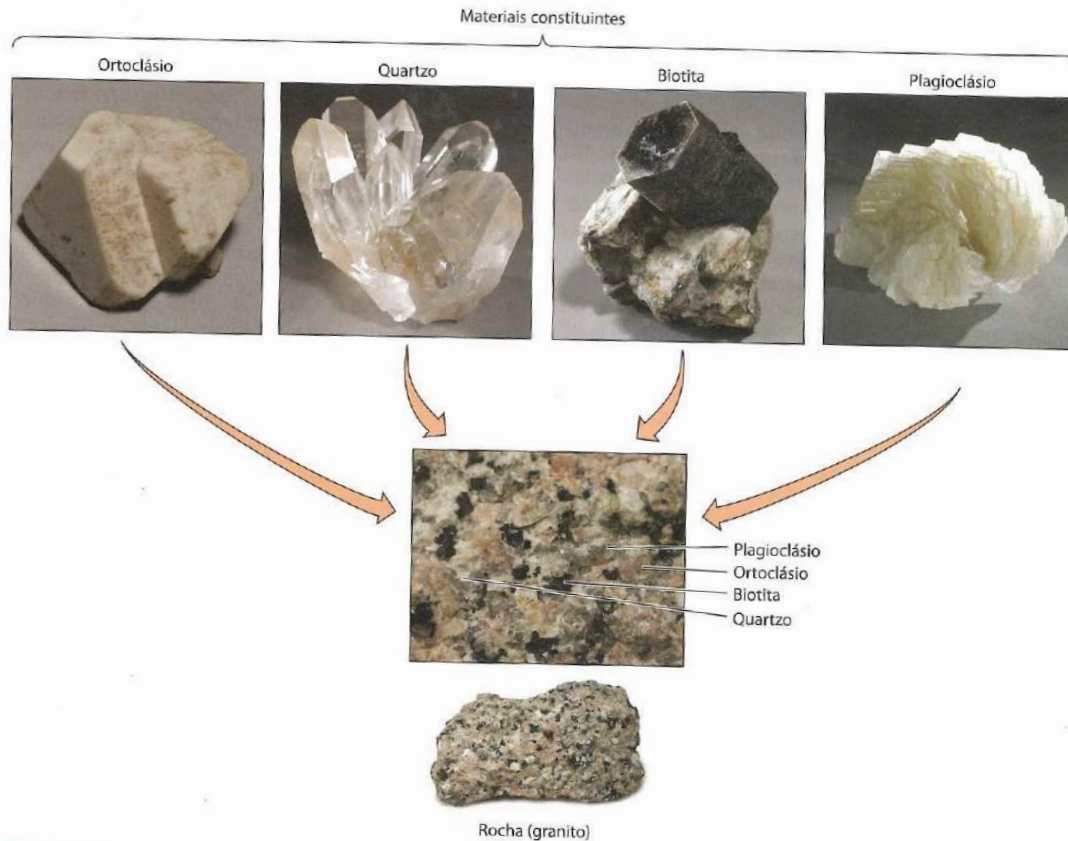 Materiais constituintes
Ortoclásio
Quartzo
Biotita
Plagioclásio
Plagioclásio
Ortoclásio
Biotita
Quartzo
Rocha (granito)